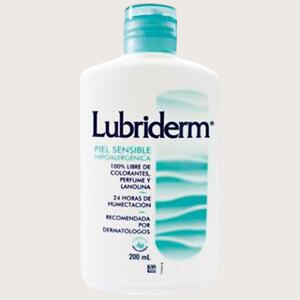 Lubriderm®
PIEL SENSIBLE
HIPOALERGÉNICA
100% LIBRE DE
COLORANTES,
PERFUME Y
LANOLINA
24 HORAS DE
HUMECTACIÓN
RECOMENDADA
POR
DERMATÓLOGOS
200 mL